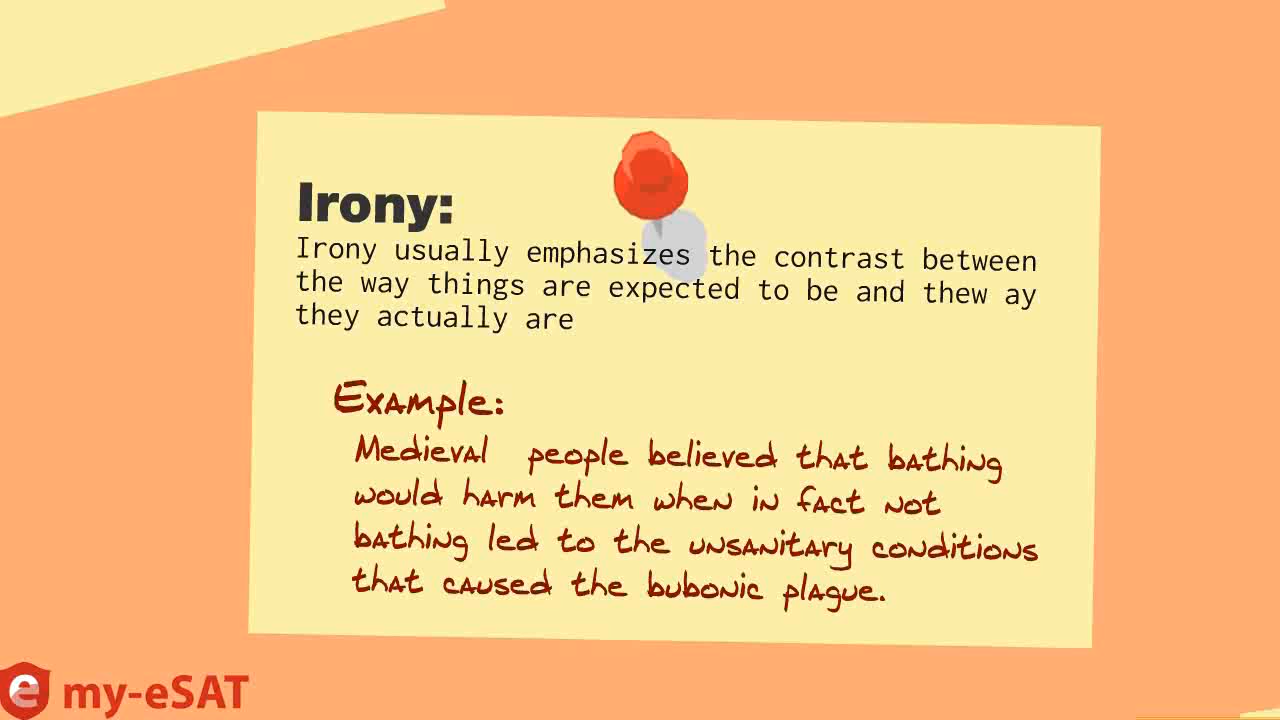 Irony:
Irony usually emphasizes the contrast between
the way things are expected to be and thew ay
they actually are
Example:
Medieval people believed that bathing
would harm them when in fact not
bathing led to the unsanitary conditions
that caused the bubonic plague.
e my-eSAT